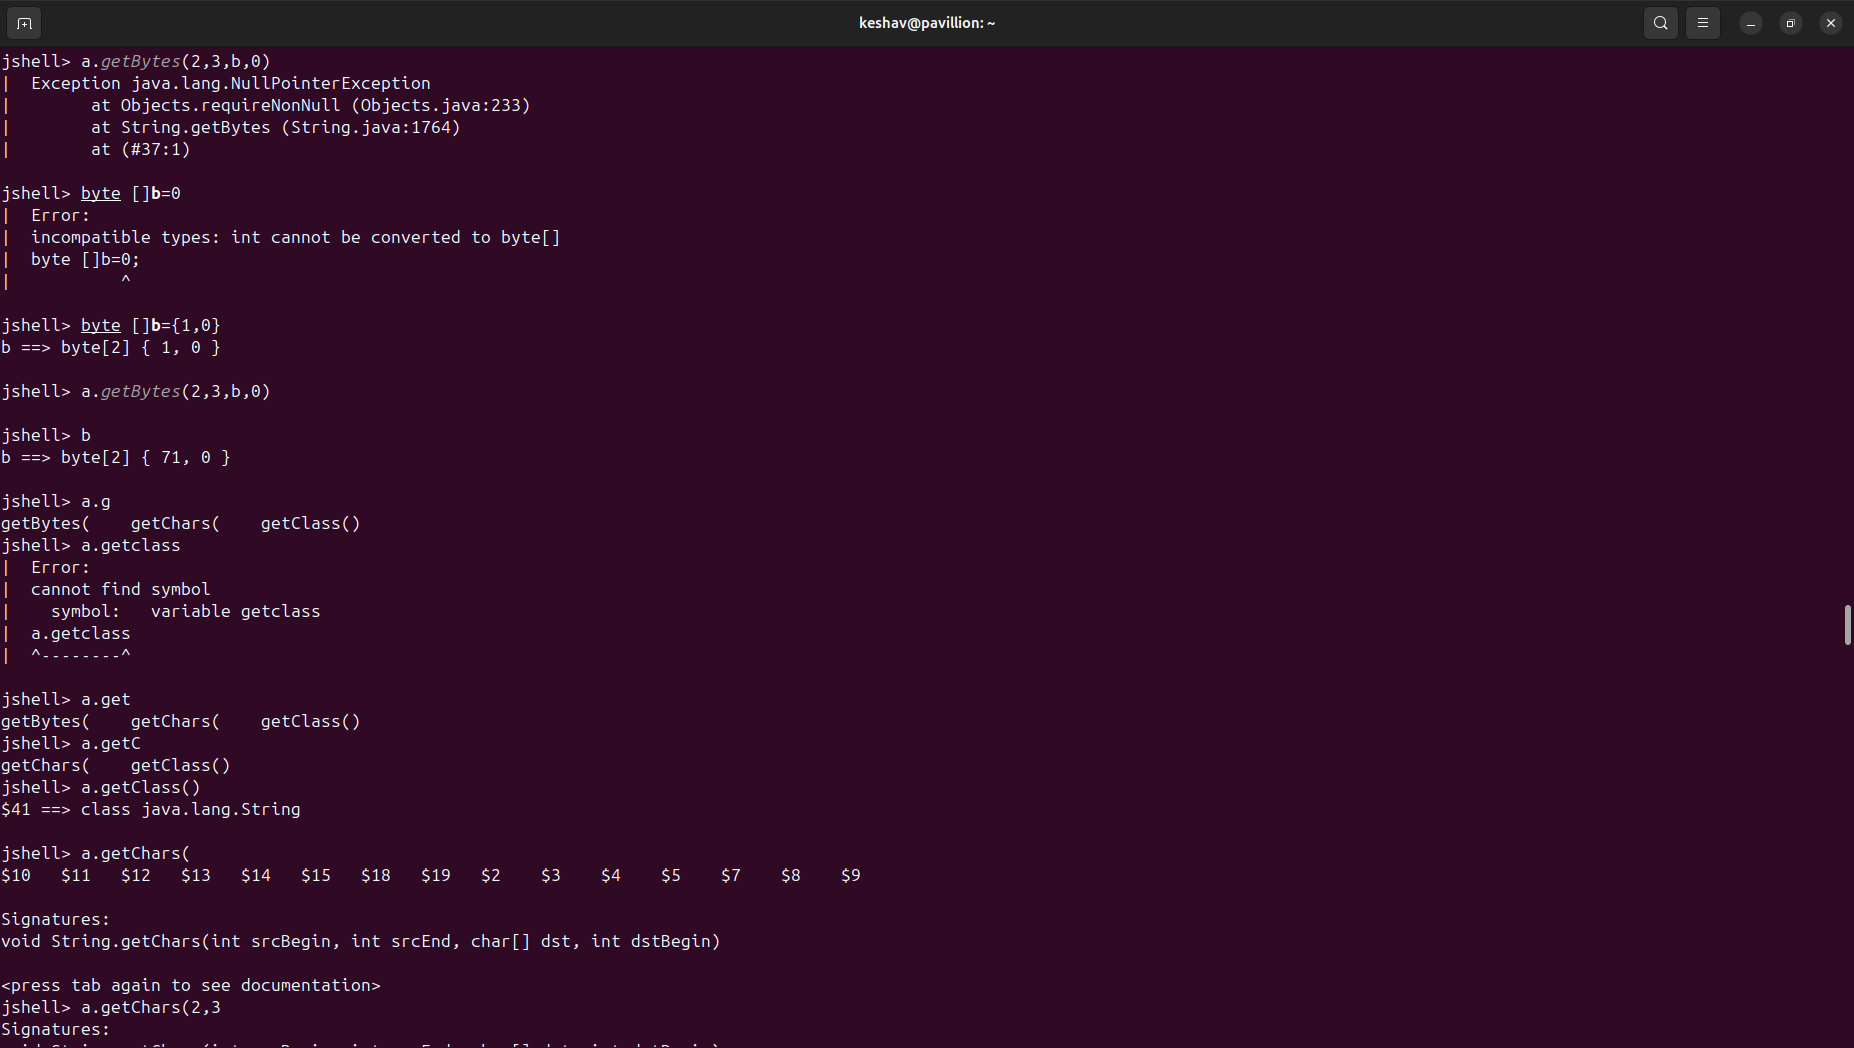 keshav@pavillion: ~
jshell> a.getBytes(2,3,b,0)
|  Exception java.lang.NullPointerException
|        at Objects.requireNonNull (Objects.java:233)
|        at String.getBytes (String.java:1764)
|        at (#37:1)
jshell> byte []b=0
|  Error:
|  incompatible types: int cannot be converted to byte[]
|  byte []b=0;
|           ^
jshell> byte []b={1,0}
b ==> byte[2] { 1, 0 }
jshell> a.getBytes(2,3,b,0)
jshell> b
b ==> byte[2] { 71, 0 }
jshell> a.g
getBytes(    getChars(    getClass()
jshell> a.getclass
|  Error:
|  cannot find symbol
|    symbol:   variable getclass
|  a.getclass
|  ^--------^
jshell> a.get
getBytes(    getChars(    getClass()
jshell> a.getC
getChars(    getClass()
jshell> a.getClass()
$41 ==> class java.lang.String
jshell> a.getChars(
$10   $11   $12   $13   $14   $15   $18   $19   $2    $3    $4    $5    $7    $8    $9
Signatures:
void String.getChars(int srcBegin, int srcEnd, char[] dst, int dstBegin)
<press tab again to see documentation>
jshell> a.getChars(2,3
Signatures: